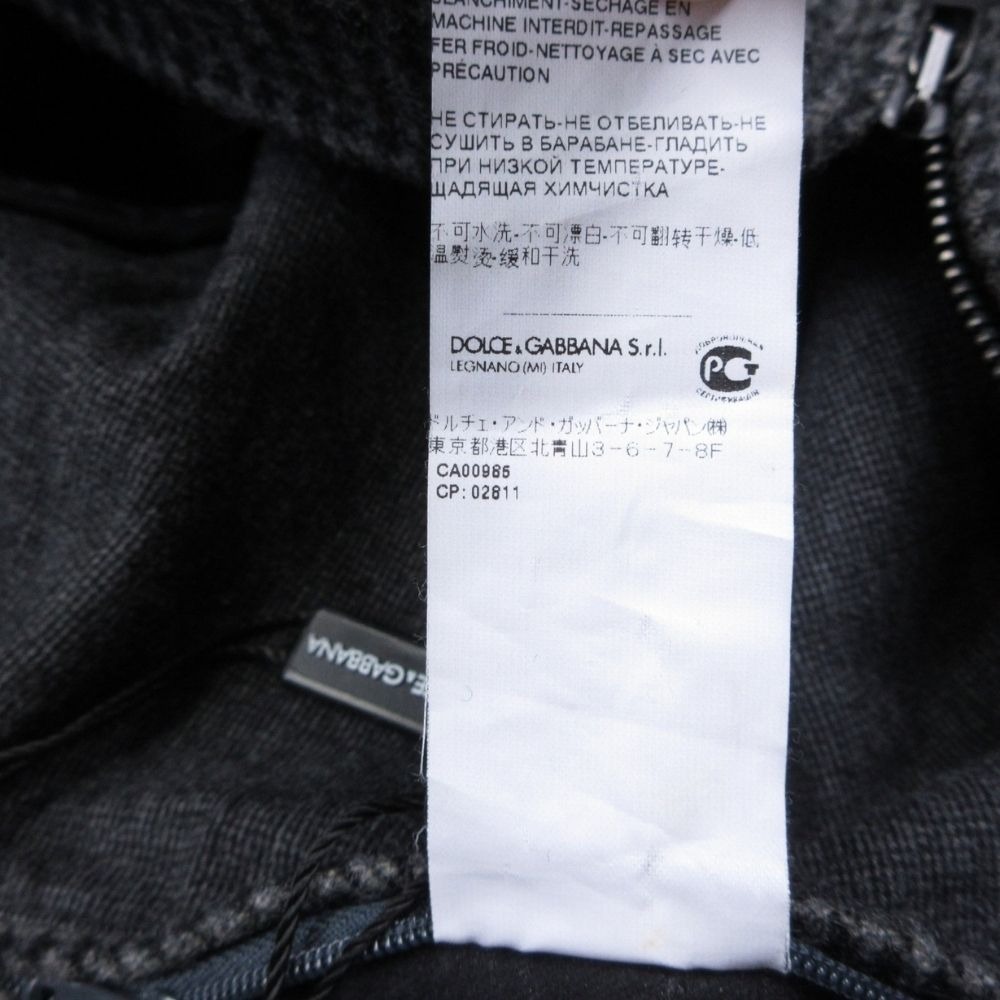 BLANCHIMENT-SÉCHAGE EN
MACHINE INTERDIT-REPASSAGE
FER FROID-NETTOYAGE À SEC AVEC
PRÉCAUTION
НЕ СТИРАТЬ-НЕ ОТБЕЛИВАТЬ-НЕ
СУШИТЬ В БАРАБАНЕ-ГЛАДИТЬ
ПРИ НИЗКОЙ ТЕМПЕРАТУРЕ-
ЩАДЯЩАЯ ХИМЧИСТКА
不可水洗-不可漂白-不可翻转干燥-低
温熨烫-缓和干洗
DOLCE & GABBANA S.r.l.
LEGNANO (MI) ITALY
ДОБРОВОЛЬНАЯ
РСТ
СЕРТИФИКАЦИЯ
ドルチェ・アンド・ガッバーナ・ジャパン㈱
東京都港区北青山3-6-7-8F
CA00985
CP: 02811
E & GABBANA